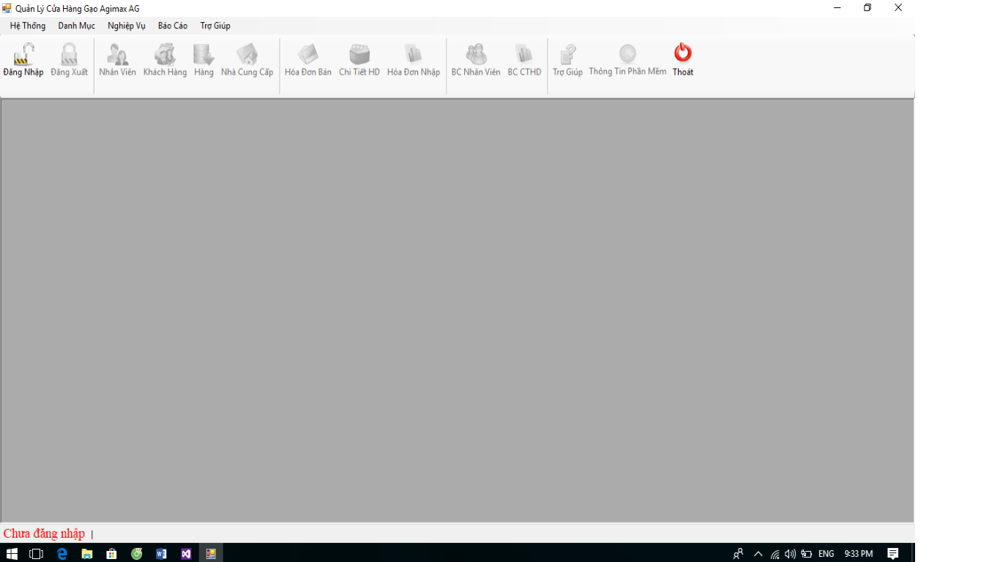 Quản Lý Cửa Hàng Gạo Agimax AG
Hệ Thống Danh Mục Nghiệp Vụ Báo Cáo Trợ Giúp
Đăng Nhập Đăng Xuất Nhân Viên Khách Hàng Hàng Nhà Cung Cấp Hóa Đơn Bán Chi Tiết HD Hóa Đơn Nhập BC Nhân Viên BC CTHD Trợ Giúp Thông Tin Phần Mềm Thoát
Chưa đăng nhập |
ENG 9:33 PM